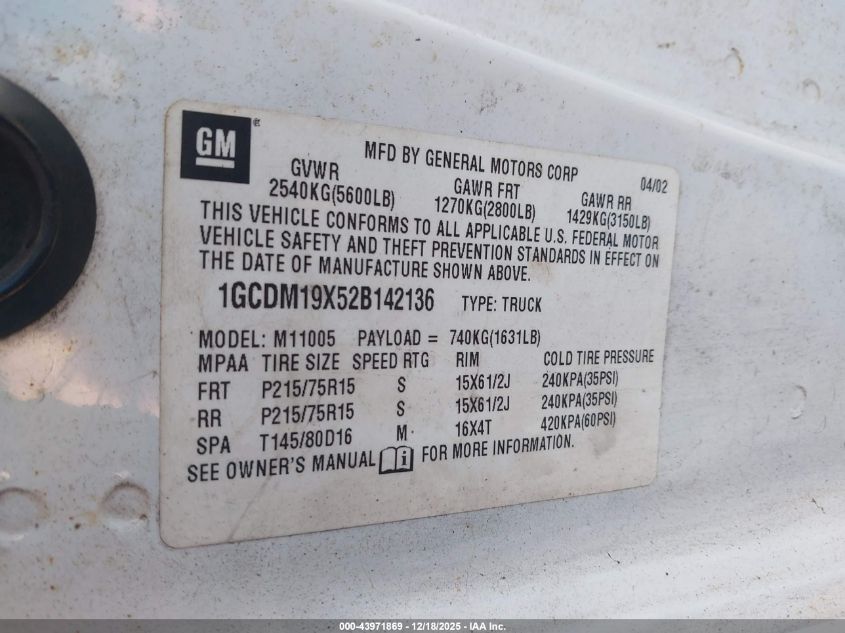 GM ®
MFD BY GENERAL MOTORS CORP 04/02
GVWR GAWR FRT GAWR RR
2540KG(5600LB) 1270KG(2800LB) 1429KG(3150LB)
THIS VEHICLE CONFORMS TO ALL APPLICABLE U.S. FEDERAL MOTOR
VEHICLE SAFETY AND THEFT PREVENTION STANDARDS IN EFFECT ON
THE DATE OF MANUFACTURE SHOWN ABOVE.
1GCDM19X52B142136 TYPE: TRUCK
MODEL: M11005 PAYLOAD = 740KG(1631LB)
MPAA TIRE SIZE SPEED RTG RIM COLD TIRE PRESSURE
FRT P215/75R15 S 15X61/2J 240KPA(35PSI)
RR P215/75R15 S 15X61/2J 240KPA(35PSI)
SPA T145/80D16 M 16X4T 420KPA(60PSI)
SEE OWNER'S MANUAL i FOR MORE INFORMATION.
000-43971869 - 12/18/2025 - IAA Inc.